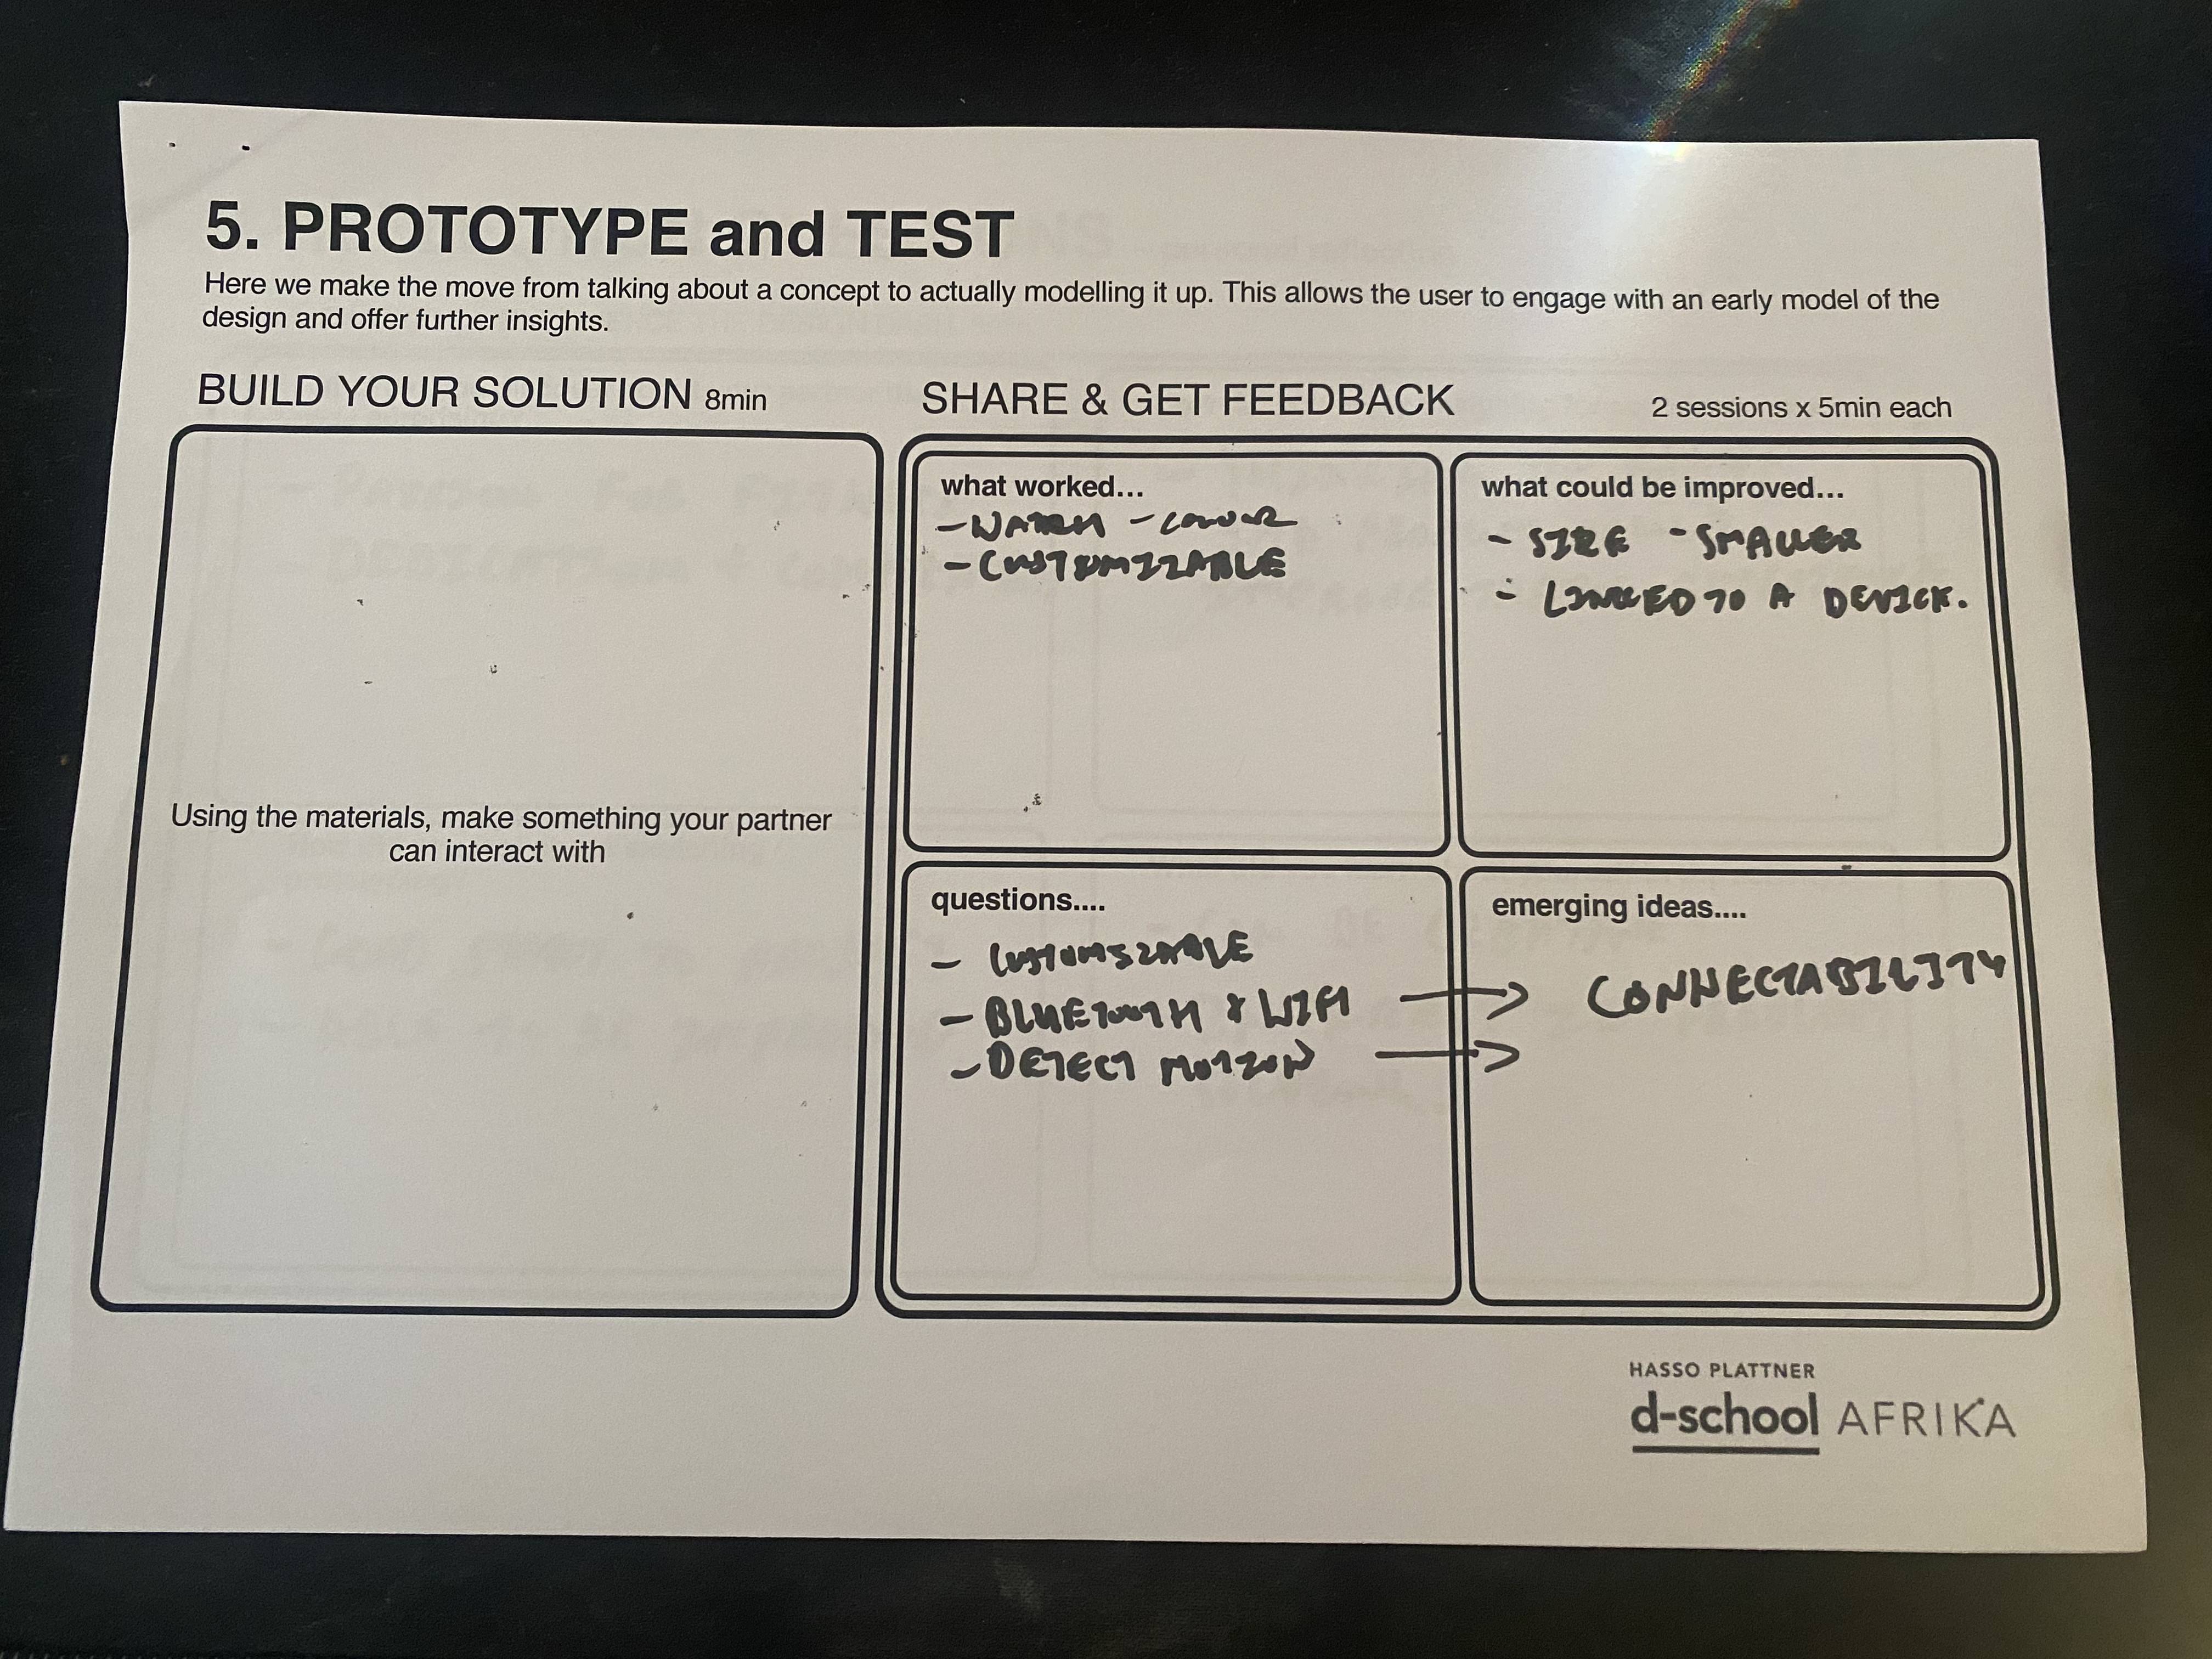 5. PROTOTYPE and TEST
Here we make the move from talking about a concept to actually modelling it up. This allows the user to engage with an early model of the
design and offer further insights.
BUILD YOUR SOLUTION 8min
Using the materials, make something your partner
can interact with
SHARE & GET FEEDBACK 2 sessions x 5min each
what worked...
- WATCH - COLOUR
- CUSTOMIZABLE
what could be improved...
- SIZE - SMALLER
- LINKED TO A DEVICE.
questions....
- CUSTOMIZABLE
- BLUETOOTH & WIFI →
- DETECT MOTION →
emerging ideas....
CONNECTABILITY
HASSO PLATTNER
d-school AFRIKA